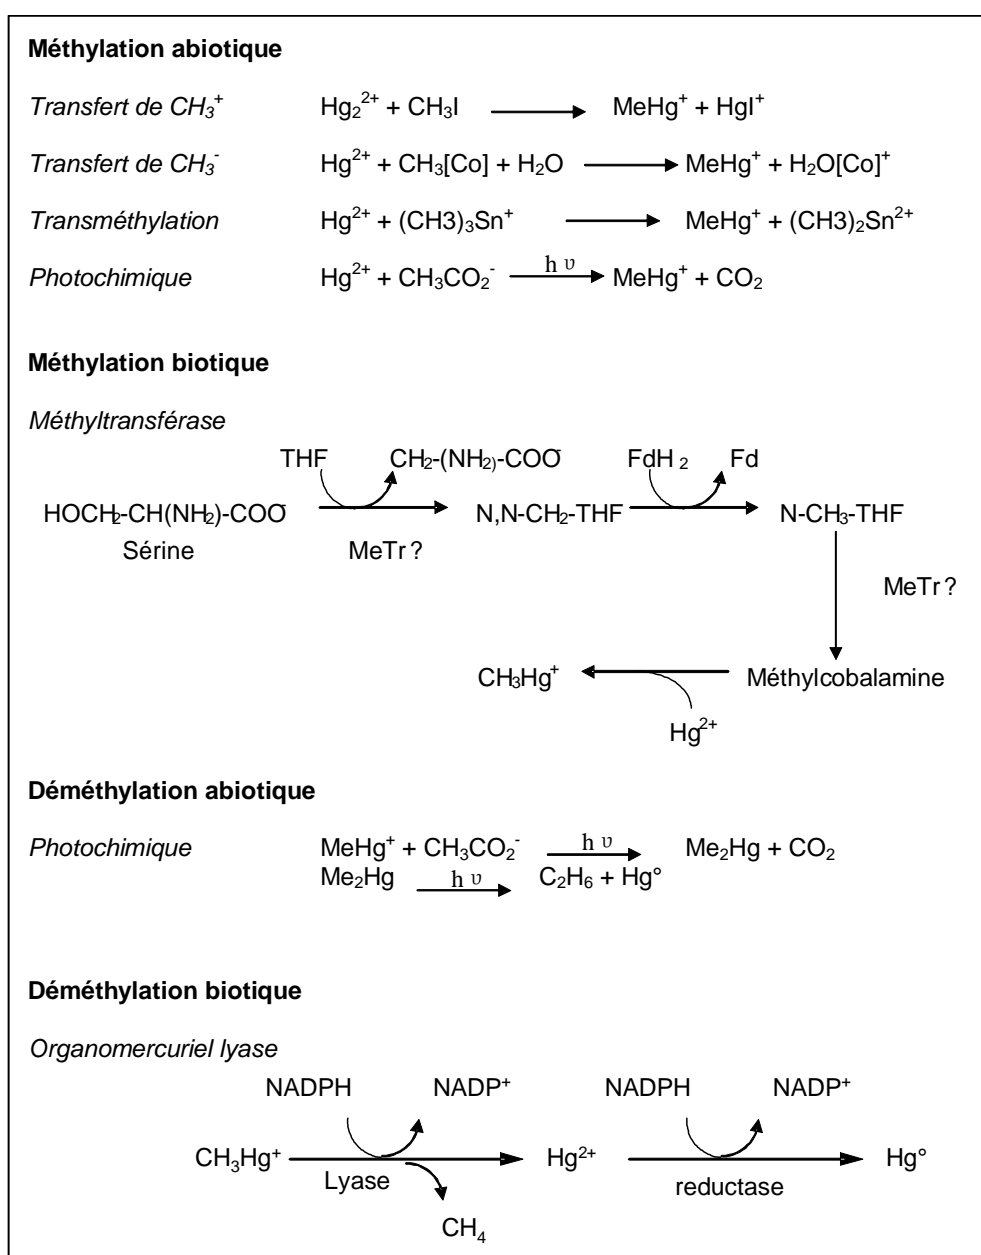 Méthylation abiotique
Transfert de CH₃⁺ Hg₂²⁺ + CH₃I ⟶ MeHg⁺ + HgI⁺
Transfert de CH₃⁻ Hg²⁺ + CH₃[Co] + H₂O ⟶ MeHg⁺ + H₂O[Co]⁺
Transméthylation Hg²⁺ + (CH3)₃Sn⁺ ⟶ MeHg⁺ + (CH3)₂Sn²⁺
h υ
Photochimique Hg²⁺ + CH₃CO₂⁻ ⟶ MeHg⁺ + CO₂
Méthylation biotique
Méthyltransférase
THF CH₂-(NH₂)-COO⁻ FdH₂ Fd
HOCH₂-CH(NH₂)-COO⁻ N,N-CH₂-THF N-CH₃-THF
Sérine MeTr ?
MeTr ?
CH₃Hg⁺ Méthylcobalamine
Hg²⁺
Déméthylation abiotique
Photochimique MeHg⁺ + CH₃CO₂⁻ h υ ⟶ Me₂Hg + CO₂
Me₂Hg h υ ⟶ C₂H₆ + Hg°
Déméthylation biotique
Organomercuriel lyase
NADPH NADP⁺ NADPH NADP⁺
CH₃Hg⁺ Hg²⁺ Hg°
Lyase reductase
CH₄